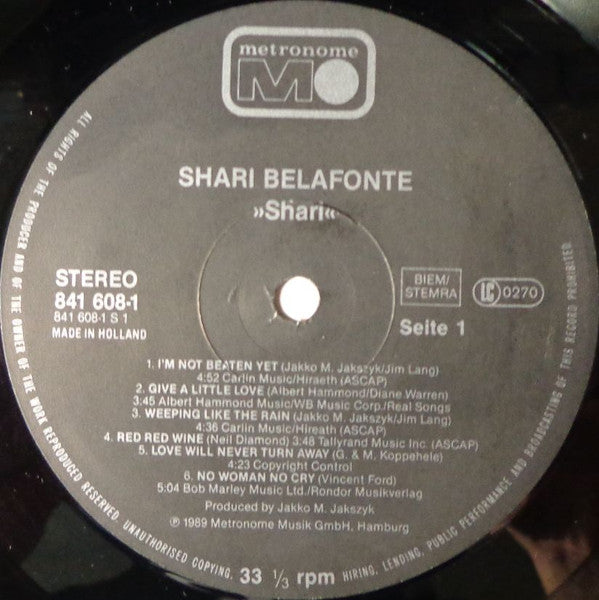 metronome
MO
SHARI BELAFONTE
»Shari«
STEREO
841 608-1
841 608-1 S 1
MADE IN HOLLAND
BIEM/
STEMRA
LC 0270
Seite 1
1. I'M NOT BEATEN YET (Jakko M. Jakszyk/Jim Lang)
4:52 Carlin Music/Hiraeth (ASCAP)
2. GIVE A LITTLE LOVE (Albert Hammond/Diane Warren)
3:45 Albert Hammond Music/WB Music Corp./Real Songs
3. WEEPING LIKE THE RAIN (Jakko M. Jakszyk/Jim Lang)
4:36 Carlin Music/Hireath (ASCAP)
4. RED RED WINE (Neil Diamond) 3:48 Tallyrand Music Inc. (ASCAP)
5. LOVE WILL NEVER TURN AWAY (G. & M. Koppehele)
4:23 Copyright Control
6. NO WOMAN NO CRY (Vincent Ford)
5:04 Bob Marley Music Ltd./Rondor Musikverlag
Produced by Jakko M. Jakszyk
℗ 1989 Metronome Musik GmbH, Hamburg
33 1/3 rpm
ALL RIGHTS OF THE PRODUCER AND OF THE OWNER OF THE WORK REPRODUCED RESERVED. UNAUTHORISED COPYING, HIRING, LENDING, PUBLIC PERFORMANCE AND BROADCASTING OF THIS RECORD PROHIBITED.